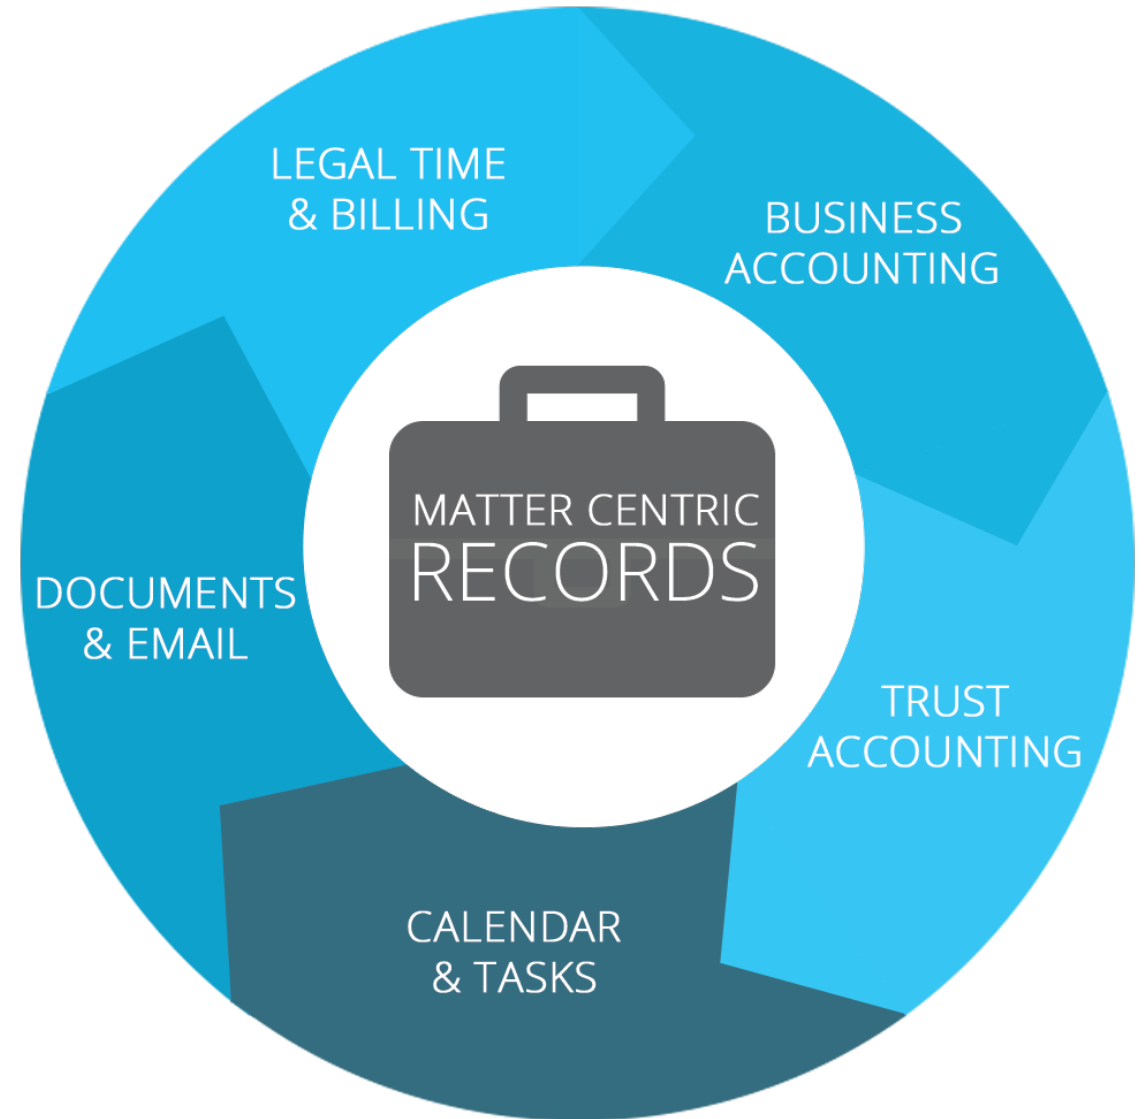 LEGAL TIME
& BILLING
BUSINESS
ACCOUNTING
MATTER CENTRIC
RECORDS
DOCUMENTS
& EMAIL
TRUST
ACCOUNTING
CALENDAR
& TASKS